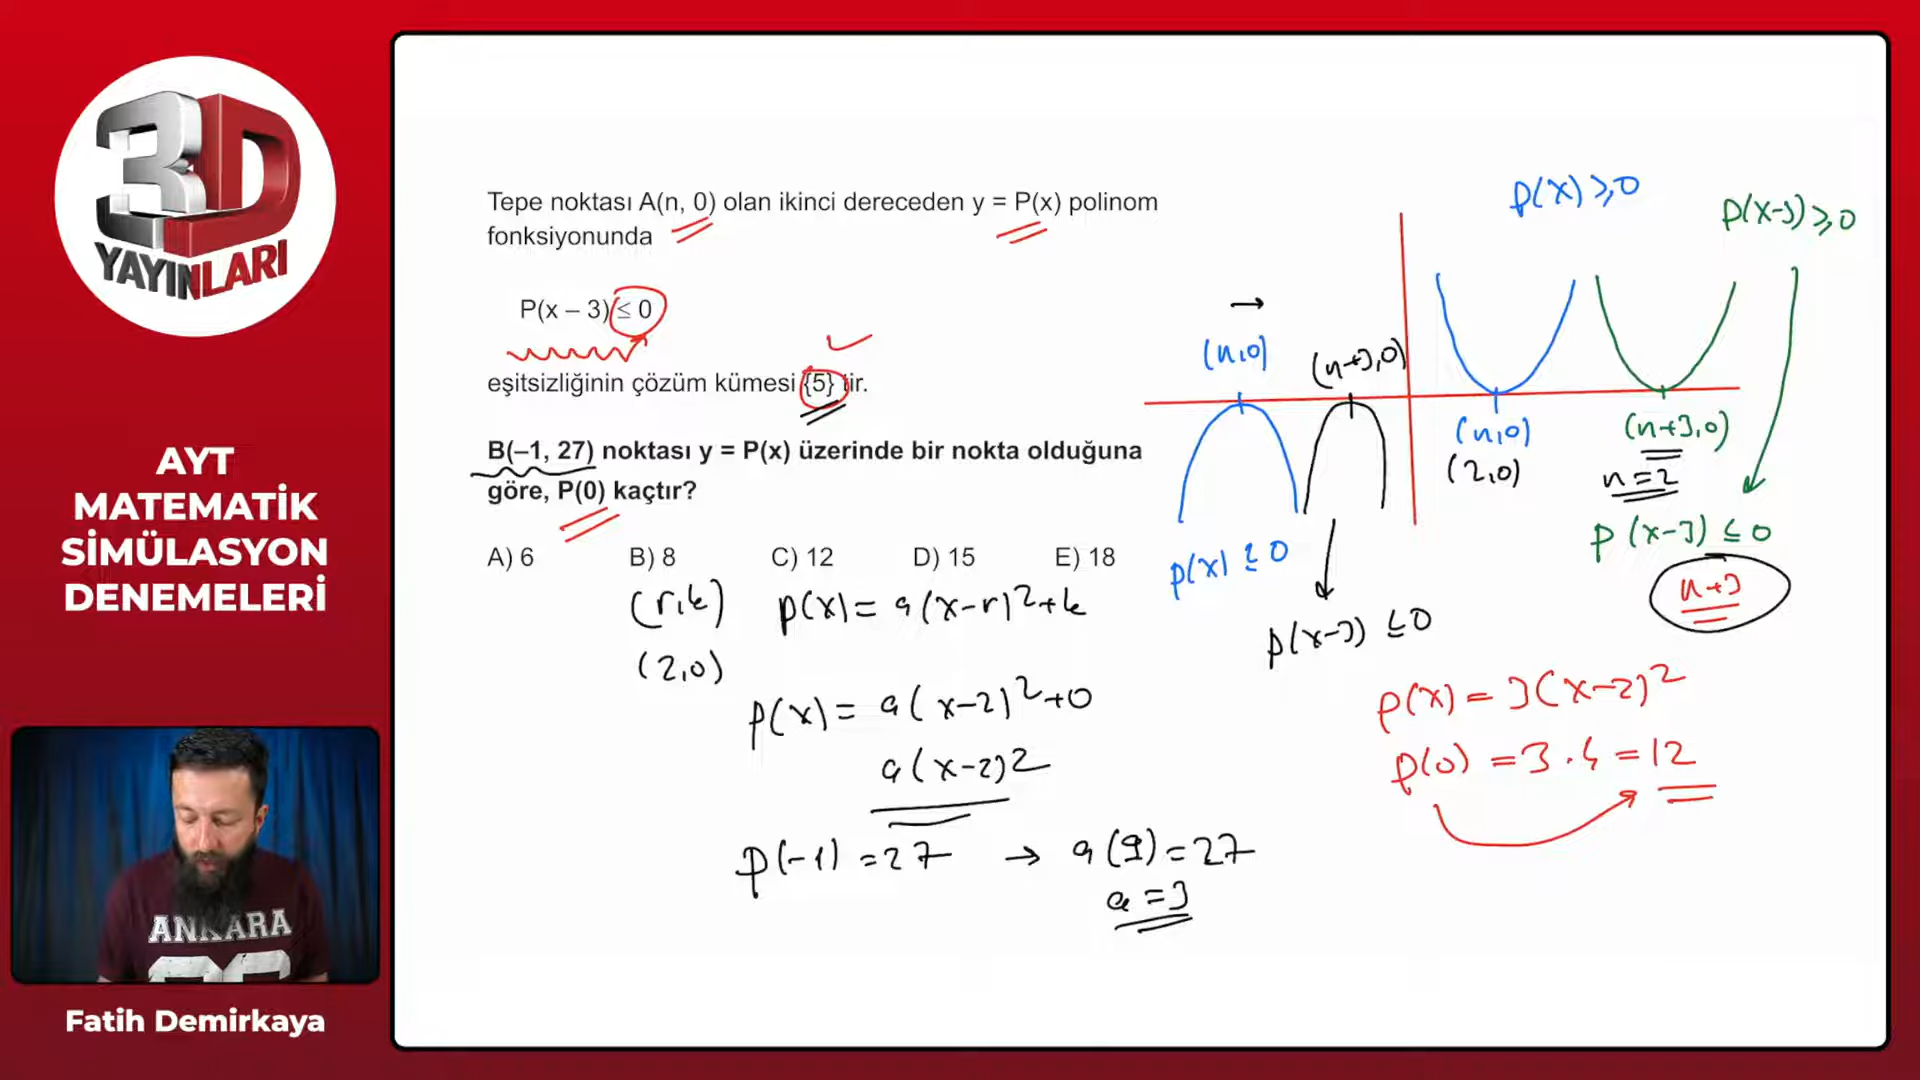 3D
YAYINLARI
AYT
MATEMATİK
SİMÜLASYON
DENEMELERİ
ANKARA
Fatih Demirkaya
Tepe noktası A(n, 0) olan ikinci dereceden y = P(x) polinom
fonksiyonunda
P(x – 3) ≤ 0
eşitsizliğinin çözüm kümesi {5} tir.
B(–1, 27) noktası y = P(x) üzerinde bir nokta olduğuna
göre, P(0) kaçtır?
A) 6 B) 8 C) 12 D) 15 E) 18
(r,k) p(x) = a(x-r)²+k
(2,0)
p(x) = a(x-2)²+0
a(x-2)²
p(-1) = 27 → a(9) = 27
a = 3
p(x) ≥ 0
p(x-3) ≥ 0
→
(n,0)
(n+3,0)
(n,0)
(2,0)
(n+3,0)
n=2
p(x) ≤ 0
p(x-3) ≤ 0
p(x-3) ≤ 0
n+3
p(x) = 3(x-2)²
p(0) = 3.4 = 12